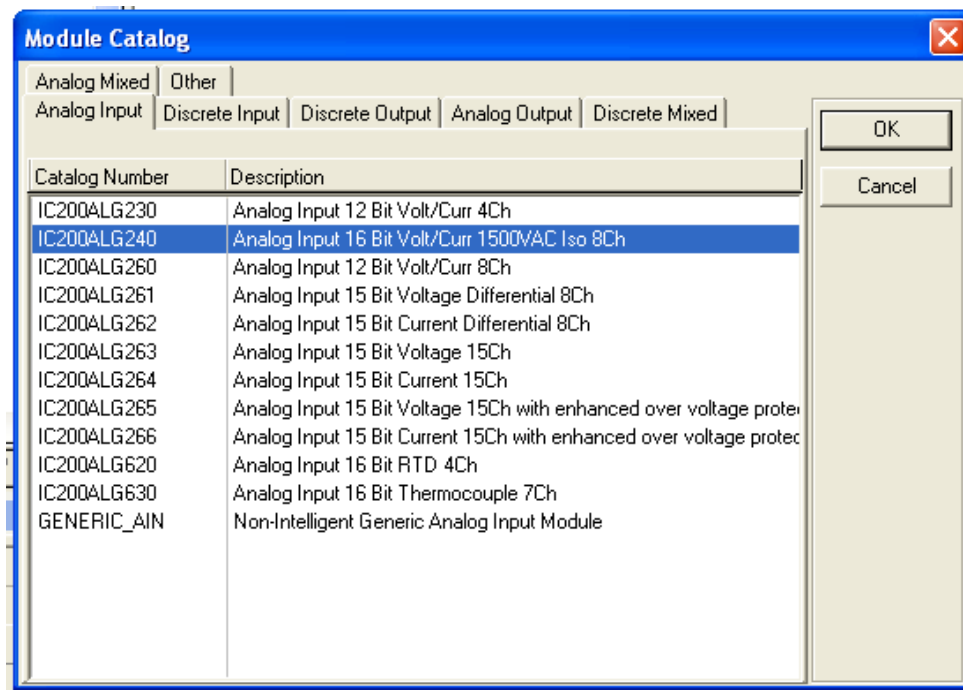 Module Catalog
Analog Mixed Other
Analog Input Discrete Input Discrete Output Analog Output Discrete Mixed
OK
Cancel
Catalog Number Description
IC200ALG230 Analog Input 12 Bit Volt/Curr 4Ch
IC200ALG240 Analog Input 16 Bit Volt/Curr 1500VAC Iso 8Ch
IC200ALG260 Analog Input 12 Bit Volt/Curr 8Ch
IC200ALG261 Analog Input 15 Bit Voltage Differential 8Ch
IC200ALG262 Analog Input 15 Bit Current Differential 8Ch
IC200ALG263 Analog Input 15 Bit Voltage 15Ch
IC200ALG264 Analog Input 15 Bit Current 15Ch
IC200ALG265 Analog Input 15 Bit Voltage 15Ch with enhanced over voltage protec
IC200ALG266 Analog Input 15 Bit Current 15Ch with enhanced over voltage protec
IC200ALG620 Analog Input 16 Bit RTD 4Ch
IC200ALG630 Analog Input 16 Bit Thermocouple 7Ch
GENERIC_AIN Non-Intelligent Generic Analog Input Module